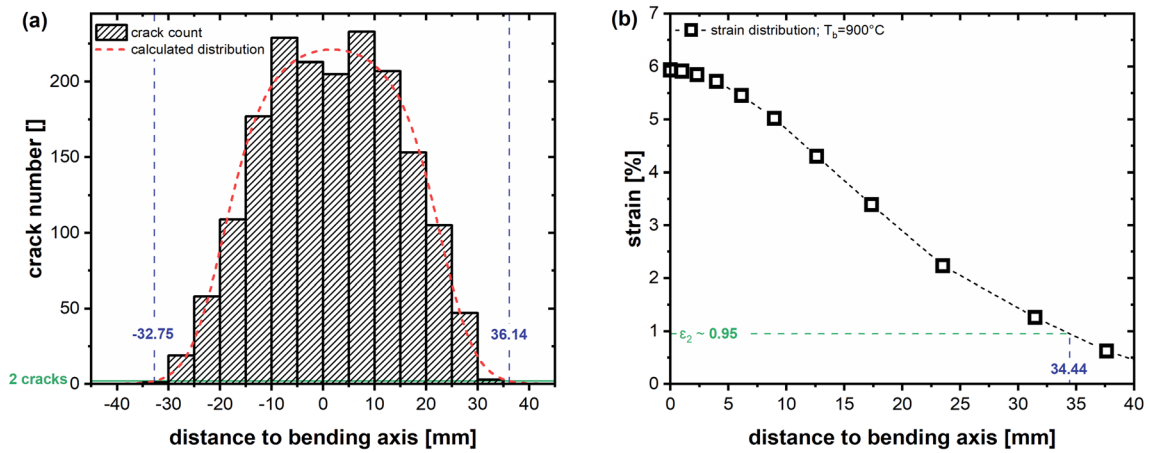 (a)
crack count
calculated distribution
200
150
100
50
0
crack number []
-32.75
36.14
2 cracks
-40 -30 -20 -10 0 10 20 30 40
distance to bending axis [mm]
(b)
7
6
5
4
3
2
1
0
strain [%]
strain distribution; Tb=900°C
ε2 ~ 0.95
34.44
0 5 10 15 20 25 30 35 40
distance to bending axis [mm]